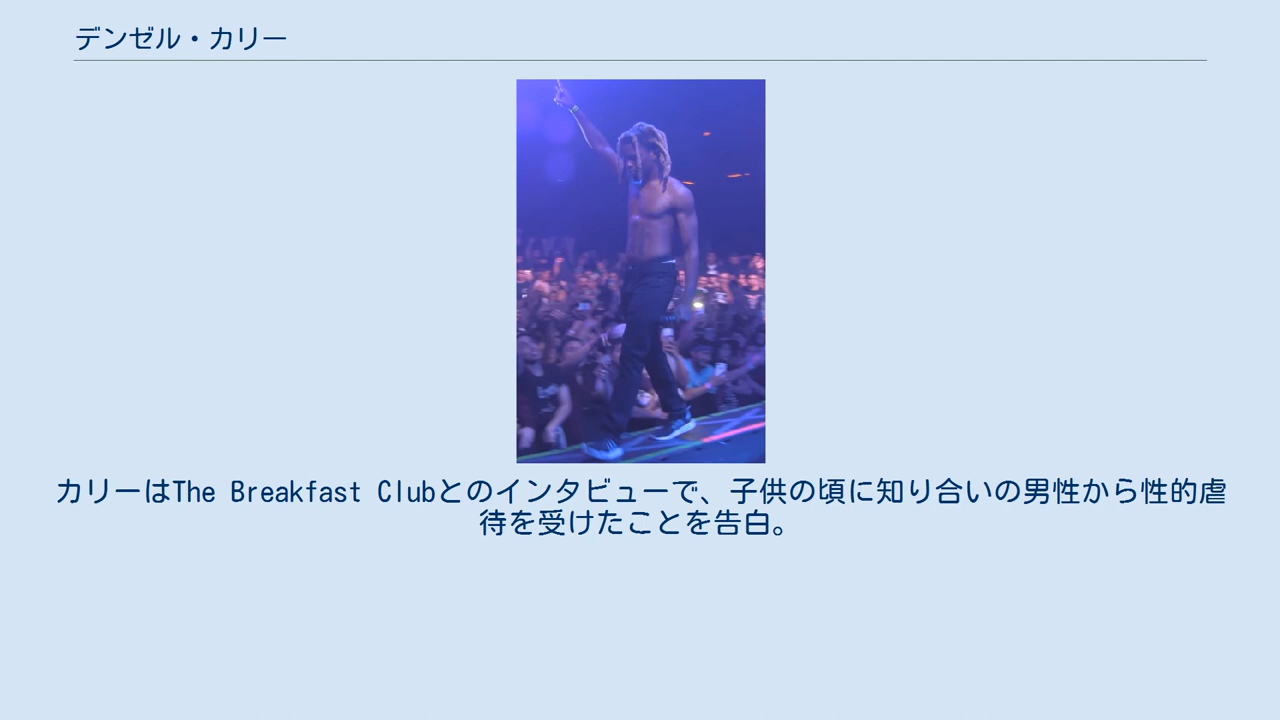 デンゼル・カリー
カリーはThe Breakfast Clubとのインタビューで、子供の頃に知り合いの男性から性的虐
待を受けたことを告白。